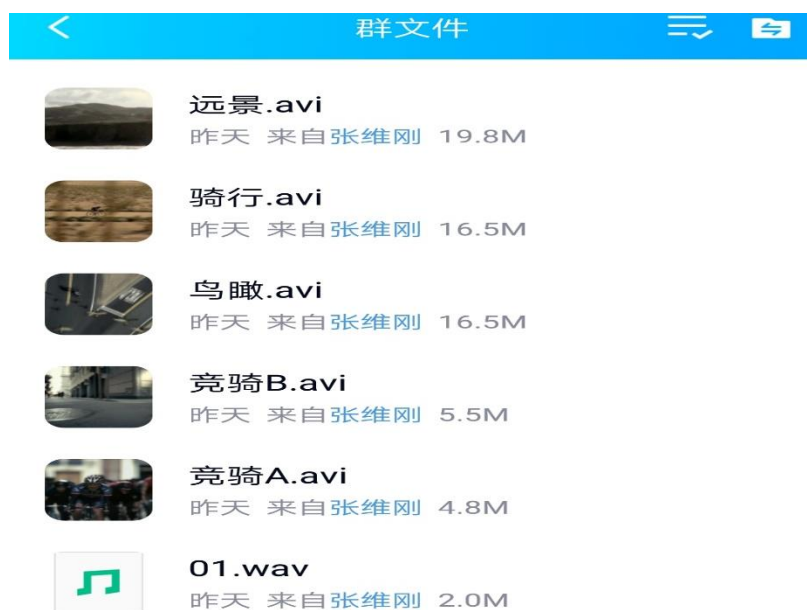 群文件
远景.avi
昨天 来自张维刚 19.8M
骑行.avi
昨天 来自张维刚 16.5M
鸟瞰.avi
昨天 来自张维刚 16.5M
竞骑B.avi
昨天 来自张维刚 5.5M
竞骑A.avi
昨天 来自张维刚 4.8M
01.wav
昨天 来自张维刚 2.0M